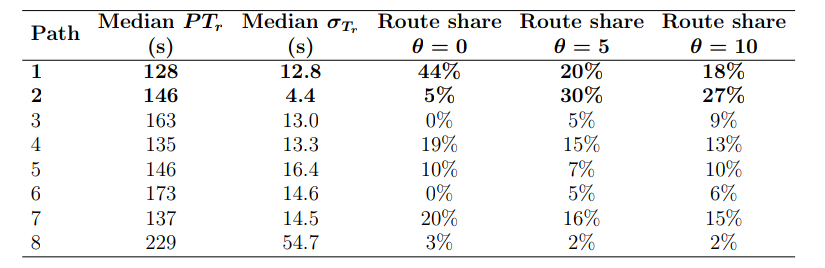 Path Median PT_r (s) Median σ_{T_r} (s) Route share θ = 0 Route share θ = 5 Route share θ = 10
1 128 12.8 44% 20% 18%
2 146 4.4 5% 30% 27%
3 163 13.0 0% 5% 9%
4 135 13.3 19% 15% 13%
5 146 16.4 10% 7% 10%
6 173 14.6 0% 5% 6%
7 137 14.5 20% 16% 15%
8 229 54.7 3% 2% 2%